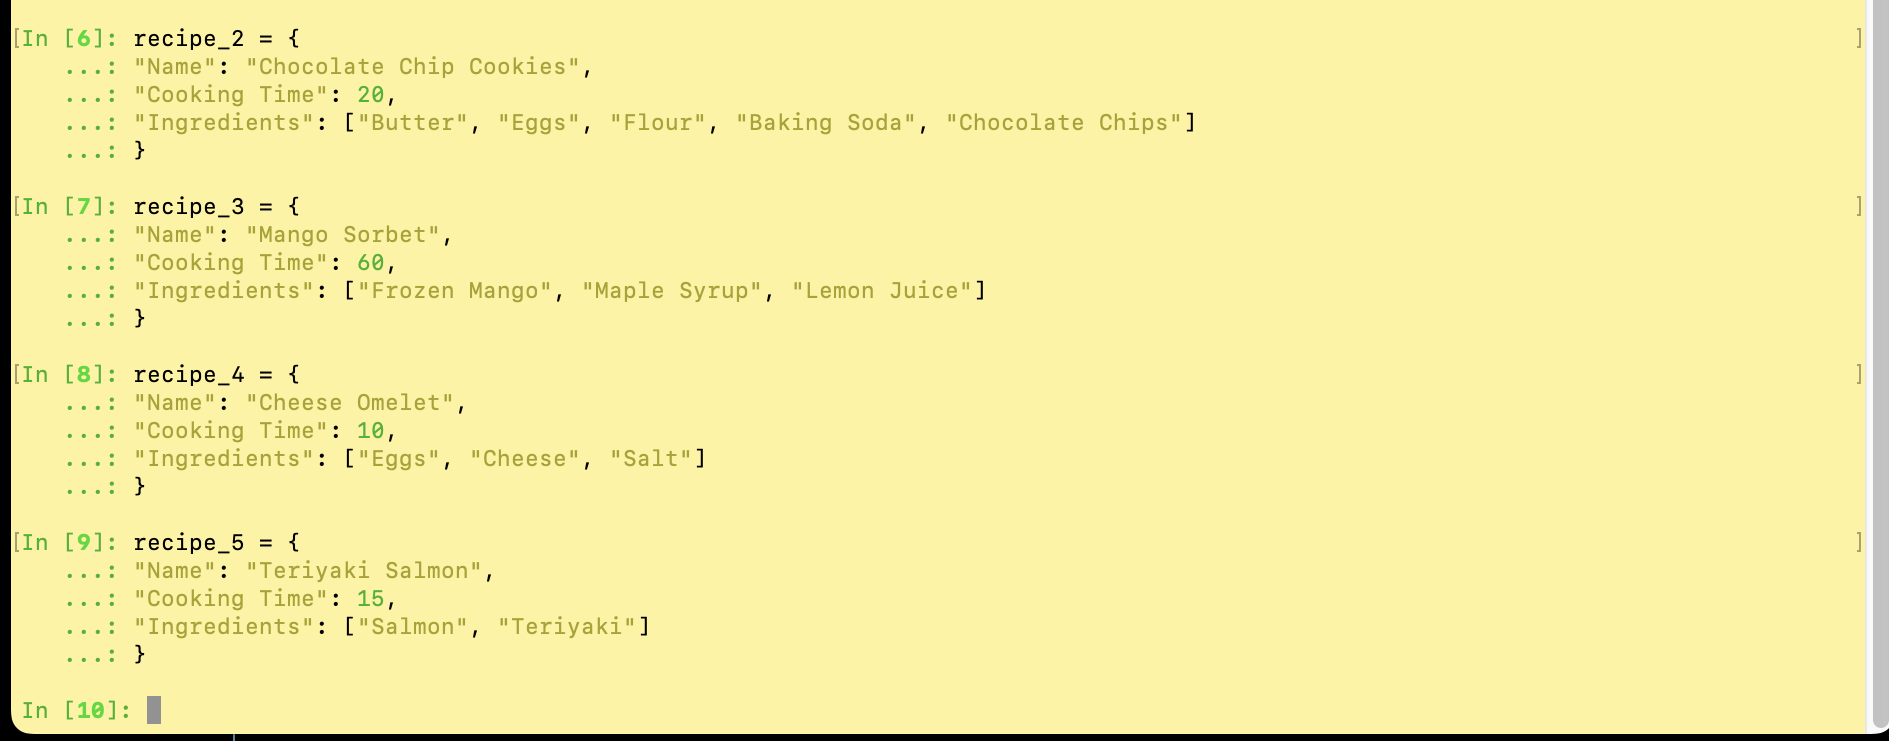 [In [6]: recipe_2 = { ]
...: "Name": "Chocolate Chip Cookies",
...: "Cooking Time": 20,
...: "Ingredients": ["Butter", "Eggs", "Flour", "Baking Soda", "Chocolate Chips"]
...: }
[In [7]: recipe_3 = { ]
...: "Name": "Mango Sorbet",
...: "Cooking Time": 60,
...: "Ingredients": ["Frozen Mango", "Maple Syrup", "Lemon Juice"]
...: }
[In [8]: recipe_4 = { ]
...: "Name": "Cheese Omelet",
...: "Cooking Time": 10,
...: "Ingredients": ["Eggs", "Cheese", "Salt"]
...: }
[In [9]: recipe_5 = { ]
...: "Name": "Teriyaki Salmon",
...: "Cooking Time": 15,
...: "Ingredients": ["Salmon", "Teriyaki"]
...: }
In [10]: